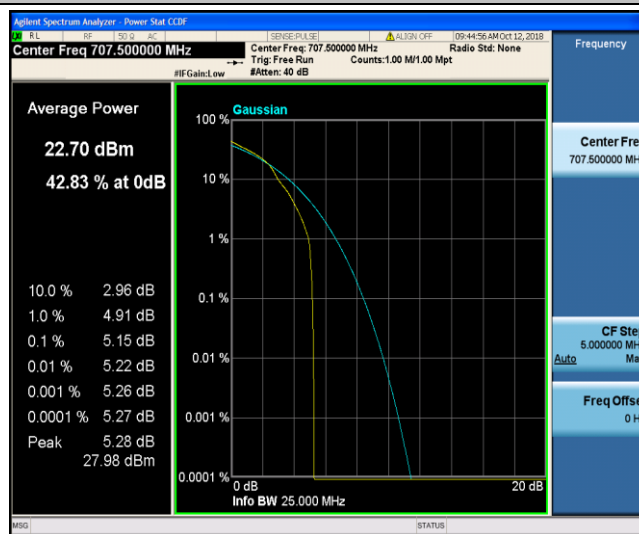 Agilent Spectrum Analyzer - Power Stat CCDF
RL RF 50 Ω AC SENSE:PULSE ALIGN OFF 09:44:56 AM Oct 12, 2018
Center Freq 707.500000 MHz
Center Freq: 707.500000 MHz Radio Std: None
Trig: Free Run Counts:1.00 M/1.00 Mpt
#IFGain:Low #Atten: 40 dB
Frequency
Average Power
22.70 dBm
42.83 % at 0dB
10.0 % 2.96 dB
1.0 % 4.91 dB
0.1 % 5.15 dB
0.01 % 5.22 dB
0.001 % 5.26 dB
0.0001 % 5.27 dB
Peak 5.28 dB
27.98 dBm
Gaussian
100 %
10 %
1 %
0.1 %
0.01 %
0.001 %
0.0001 %
0 dB 20 dB
Info BW 25.000 MHz
Center Fre
707.500000 MH
CF Ste
5.000000 MH
Auto Ma
Freq Offse
0 H
MSG STATUS